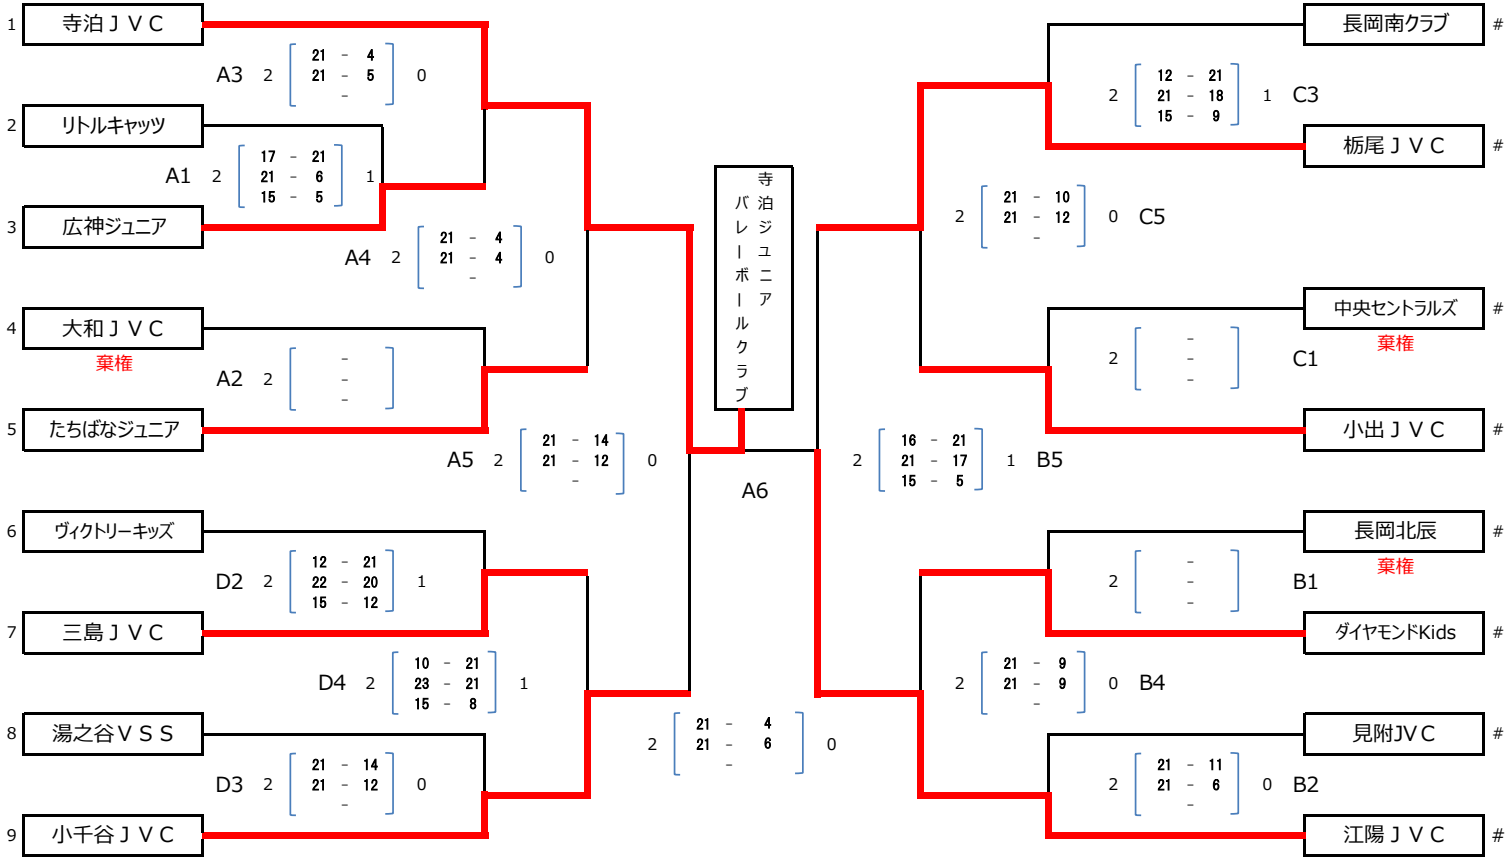 1 寺泊ＪＶＣ
A3 2 21 - 4 0
21 - 5
-
2 リトルキャッツ
A1 2 17 - 21 1
21 - 6
15 - 5
3 広神ジュニア
A4 2 21 - 4 0
21 - 4
-
4 大和ＪＶＣ
棄権
A2 2 -
-
-
5 たちばなジュニア
A5 2 21 - 14 0
21 - 12
-
6 ヴィクトリーキッズ
D2 2 12 - 21 1
22 - 20
15 - 12
7 三島ＪＶＣ
D4 2 10 - 21 1
23 - 21
15 - 8
8 湯之谷ＶＳＳ
D3 2 21 - 14 0
21 - 12
-
9 小千谷ＪＶＣ
寺泊ジュニア
バレーボールクラブ
A6
2 21 - 4 0
21 - 6
-
長岡南クラブ #
2 12 - 21 1 C3
21 - 18
15 - 9
栃尾ＪＶＣ #
2 21 - 10 0 C5
21 - 12
-
中央セントラルズ #
棄権
2 - C1
-
-
小出ＪＶＣ #
2 16 - 21 1 B5
21 - 17
15 - 5
長岡北辰 #
棄権
2 - B1
-
-
ダイヤモンドKids #
2 21 - 9 0 B4
21 - 9
-
見附JVC #
2 21 - 11 0 B2
21 - 6
-
江陽ＪＶＣ #